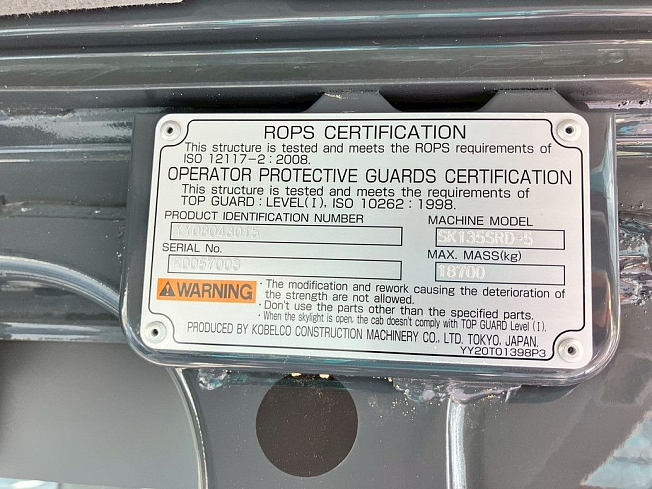 ROPS CERTIFICATION
This structure is tested and meets the ROPS requirements of
ISO 12117-2 : 2008.
OPERATOR PROTECTIVE GUARDS CERTIFICATION
This structure is tested and meets the requirements of
TOP GUARD : LEVEL(I). ISO 10262 : 1998.
PRODUCT IDENTIFICATION NUMBER
YY08043015
MACHINE MODEL
SK135SRD-5
SERIAL No.
K0057003
MAX. MASS(kg)
18700
WARNING
· The modification and rework causing the deterioration of
the strength are not allowed.
· Don't use the parts other than the specified parts.
· When the skylight is open, the cab doesn't comply with TOP GUARD Level (I).
PRODUCED BY KOBELCO CONSTRUCTION MACHINERY CO., LTD. TOKYO. JAPAN.
YY20T01398P3